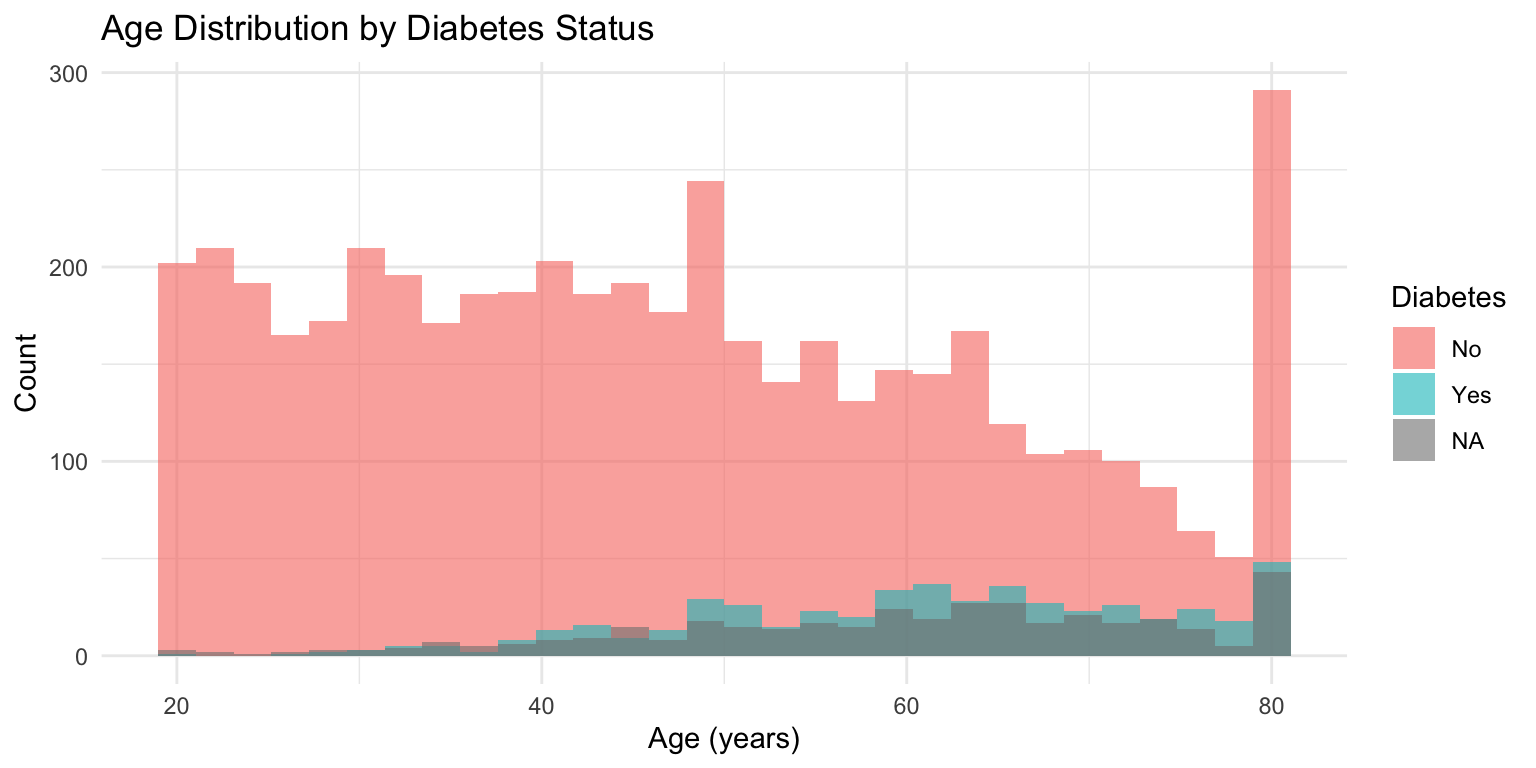 Age Distribution by Diabetes Status
300
200
100
0
Count
20 40 60 80
Age (years)
Diabetes
No
Yes
NA